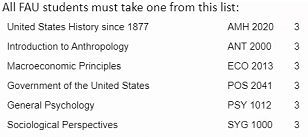 All FAU students must take one from this list:
United States History since 1877 AMH 2020 3
Introduction to Anthropology ANT 2000 3
Macroeconomic Principles ECO 2013 3
Government of the United States POS 2041 3
General Psychology PSY 1012 3
Sociological Perspectives SYG 1000 3